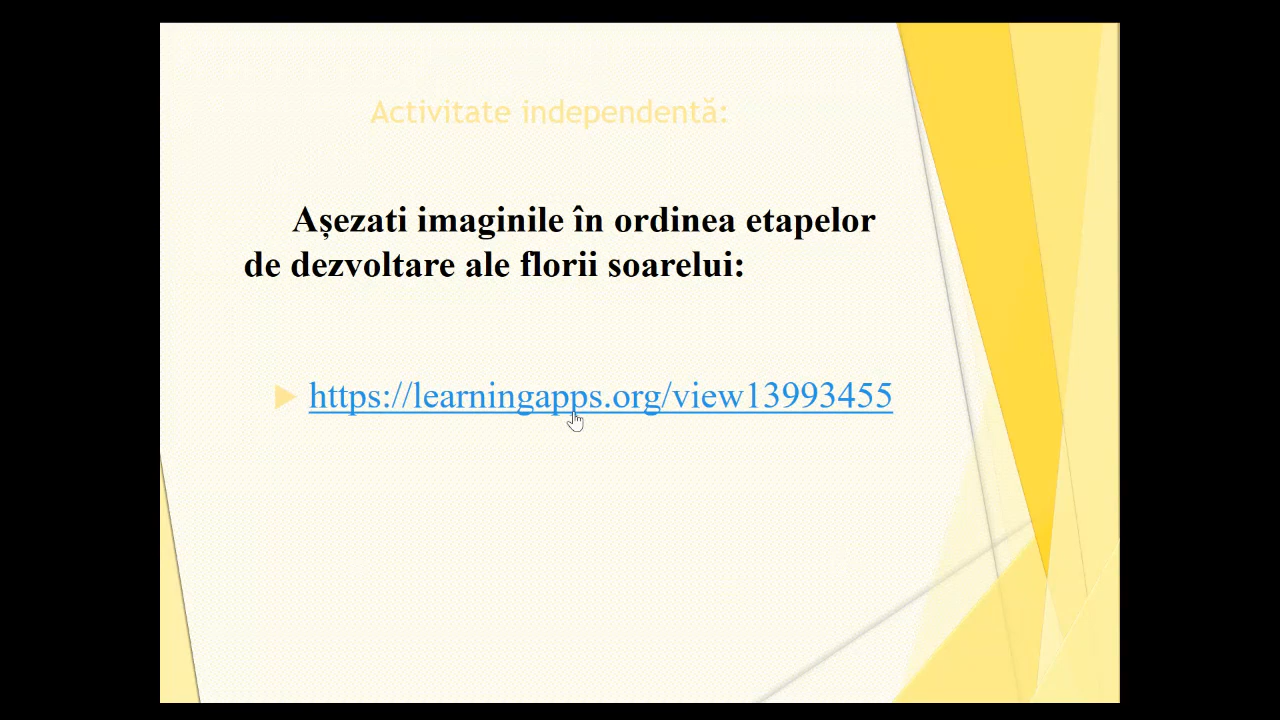 Activitate independentă:
Așezati imaginile în ordinea etapelor
de dezvoltare ale florii soarelui:
https://learningapps.org/view13993455